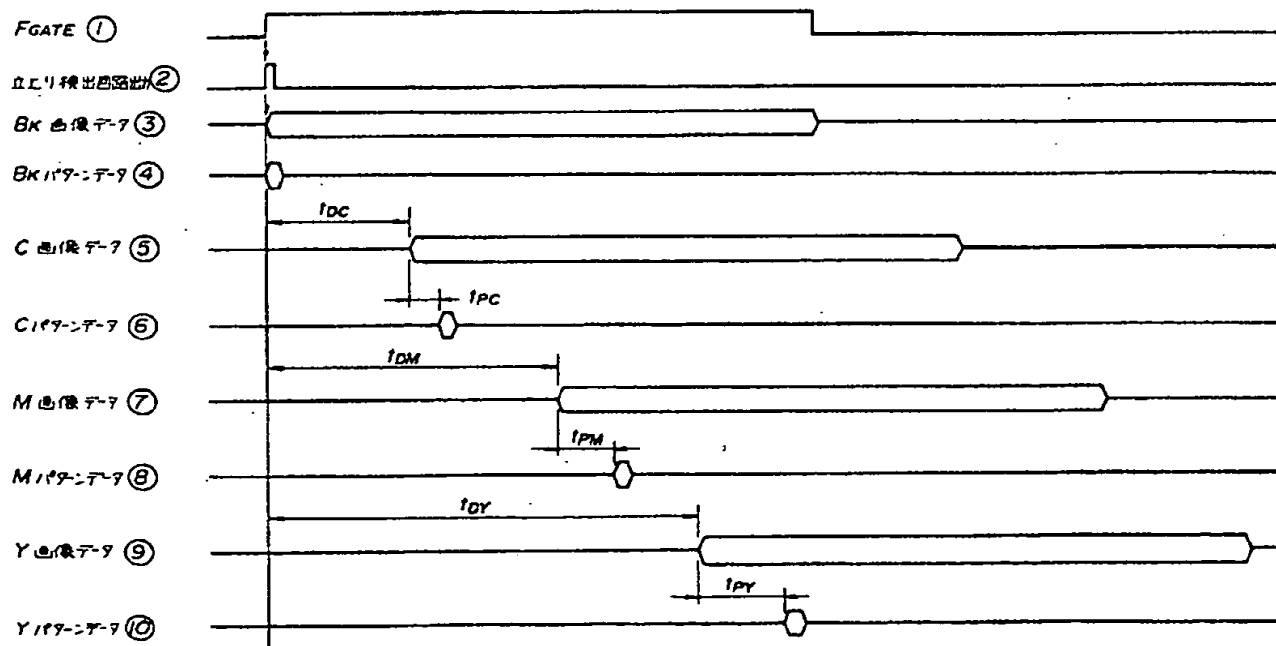 FGATE ①
立上り検出回路出力 ②
BK 画像データ ③
BK パターンデータ ④
tDC
C 画像データ ⑤
tPC
C パターンデータ ⑥
tDM
M 画像データ ⑦
tPM
M パターンデータ ⑧
tDY
Y 画像データ ⑨
tPY
Y パターンデータ ⑩